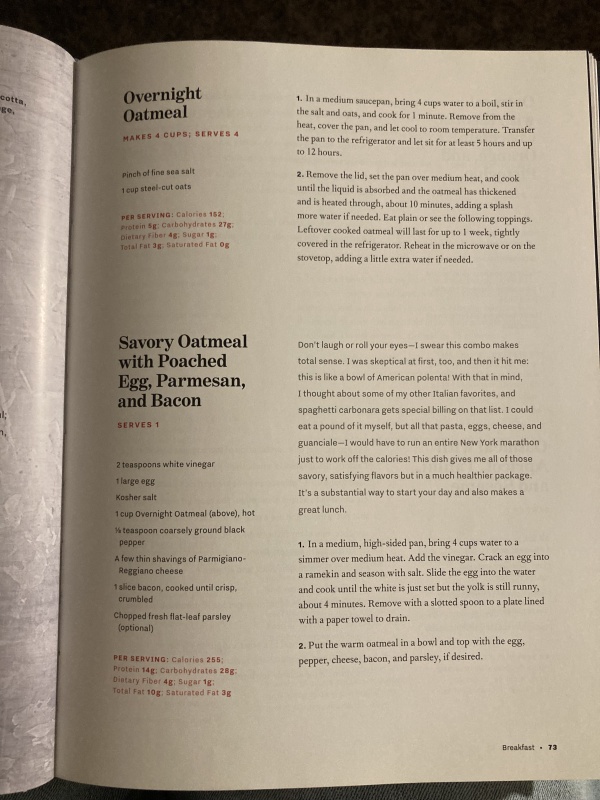 cotta,
ge,
l;
Overnight
Oatmeal
MAKES 4 CUPS; SERVES 4
Pinch of fine sea salt
1 cup steel-cut oats
PER SERVING: Calories 152;
Protein 5g; Carbohydrates 27g;
Dietary Fiber 4g; Sugar 1g;
Total Fat 3g; Saturated Fat 0g
1. In a medium saucepan, bring 4 cups water to a boil, stir in
the salt and oats, and cook for 1 minute. Remove from the
heat, cover the pan, and let cool to room temperature. Transfer
the pan to the refrigerator and let sit for at least 5 hours and up
to 12 hours.
2. Remove the lid, set the pan over medium heat, and cook
until the liquid is absorbed and the oatmeal has thickened
and is heated through, about 10 minutes, adding a splash
more water if needed. Eat plain or see the following toppings.
Leftover cooked oatmeal will last for up to 1 week, tightly
covered in the refrigerator. Reheat in the microwave or on the
stovetop, adding a little extra water if needed.
Savory Oatmeal
with Poached
Egg, Parmesan,
and Bacon
SERVES 1
2 teaspoons white vinegar
1 large egg
Kosher salt
1 cup Overnight Oatmeal (above), hot
teaspoon coarsely ground black
pepper
A few thin shavings of Parmigiano-
Reggiano cheese
1 slice bacon, cooked until crisp,
crumbled
Chopped fresh flat-leaf parsley
(optional)
PER SERVING: Calories 255;
Protein 14g; Carbohydrates 28g;
Dietary Fiber 4g; Sugar 1g;
Total Fat 10g; Saturated Fat 3g
Don't laugh or roll your eyes—I swear this combo makes
total sense. I was skeptical at first, too, and then it hit me:
this is like a bowl of American polenta! With that in mind,
I thought about some of my other Italian favorites, and
spaghetti carbonara gets special billing on that list. I could
eat a pound of it myself, but all that pasta, eggs, cheese, and
guanciale—I would have to run an entire New York marathon
just to work off the calories! This dish gives me all of those
savory, satisfying flavors but in a much healthier package.
It's a substantial way to start your day and also makes a
great lunch.
1. In a medium, high-sided pan, bring 4 cups water to a
simmer over medium heat. Add the vinegar. Crack an egg into
a ramekin and season with salt. Slide the egg into the water
and cook until the white is just set but the yolk is still runny,
about 4 minutes. Remove with a slotted spoon to a plate lined
with a paper towel to drain.
2. Put the warm oatmeal in a bowl and top with the egg,
pepper, cheese, bacon, and parsley, if desired.
Breakfast • 73